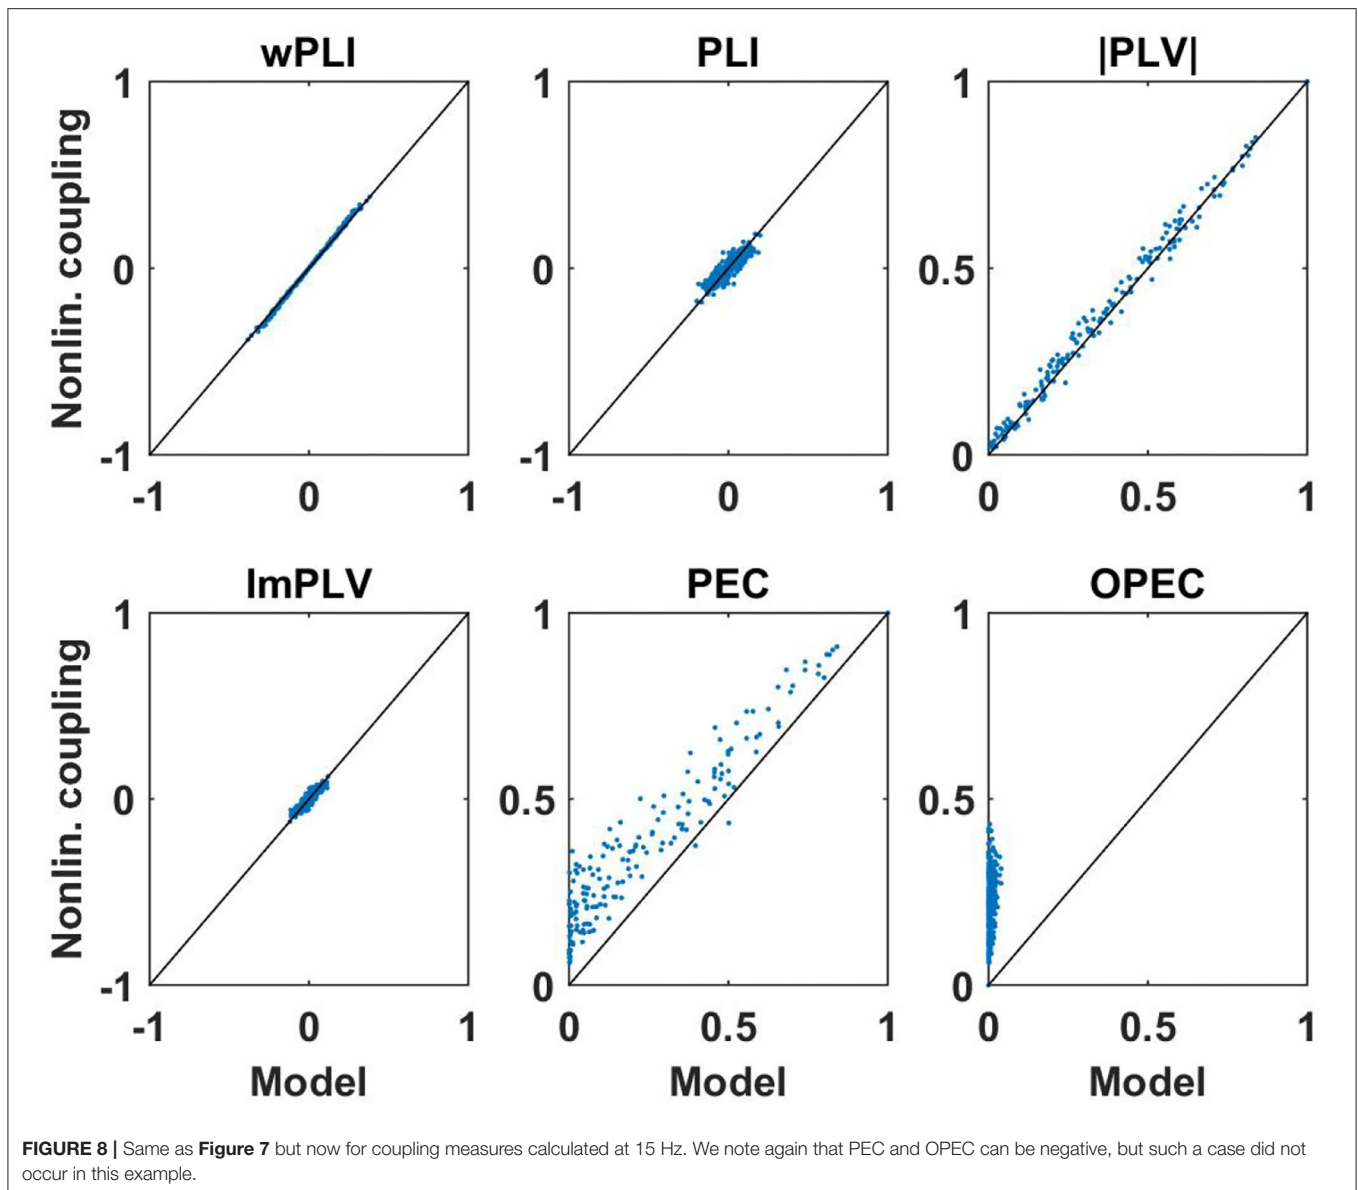 wPLI
PLI
|PLV|
Nonlin. coupling
1
0
-1
-1 0 1
1
0
-1
-1 0 1
1
0.5
0
0 0.5 1
ImPLV
PEC
OPEC
Nonlin. coupling
1
0
-1
-1 0 1
1
0.5
0
0 0.5 1
1
0.5
0
0 0.5 1
Model
Model
Model
FIGURE 8 | Same as Figure 7 but now for coupling measures calculated at 15 Hz. We note again that PEC and OPEC can be negative, but such a case did not
occur in this example.